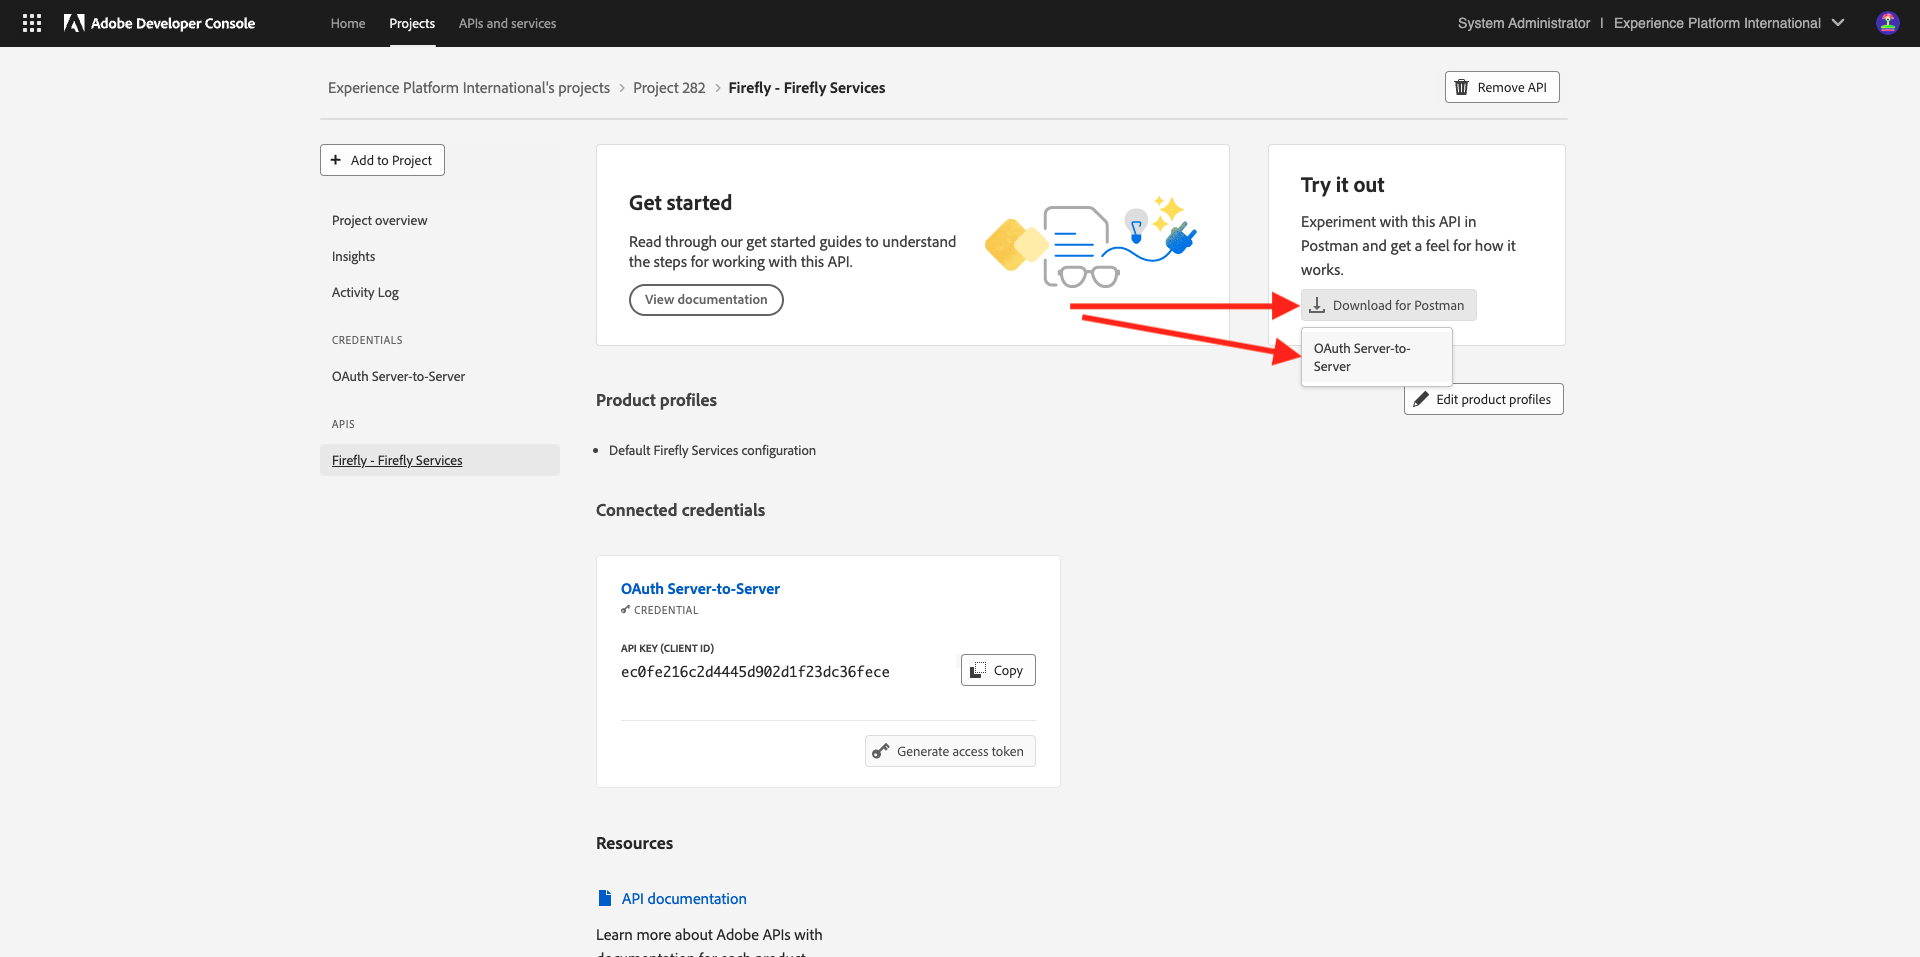 Adobe Developer Console
Home
Projects
APIs and services
System Administrator | Experience Platform International
Experience Platform International's projects > Project 282 > Firefly - Firefly Services
Remove API
+ Add to Project
Project overview
Insights
Activity Log
CREDENTIALS
OAuth Server-to-Server
APIS
Firefly - Firefly Services
Get started
Read through our get started guides to understand
the steps for working with this API.
View documentation
Try it out
Experiment with this API in
Postman and get a feel for how it
works.
Download for Postman
OAuth Server-to-
Server
Product profiles
Edit product profiles
• Default Firefly Services configuration
Connected credentials
OAuth Server-to-Server
CREDENTIAL
API KEY (CLIENT ID)
ec0fe216c2d4445d902d1f23dc36fece
Copy
Generate access token
Resources
API documentation
Learn more about Adobe APIs with
documentation for each product